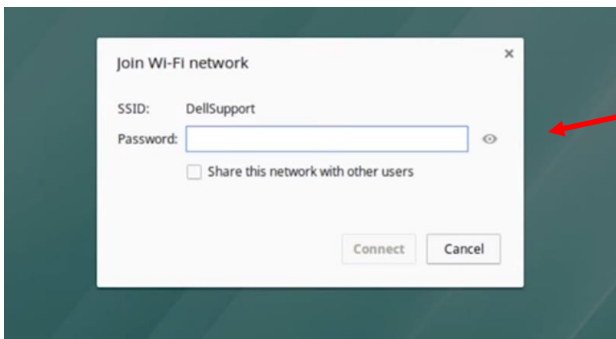 Join Wi-Fi network
SSID: DellSupport
Password:
Share this network with other users
Connect Cancel